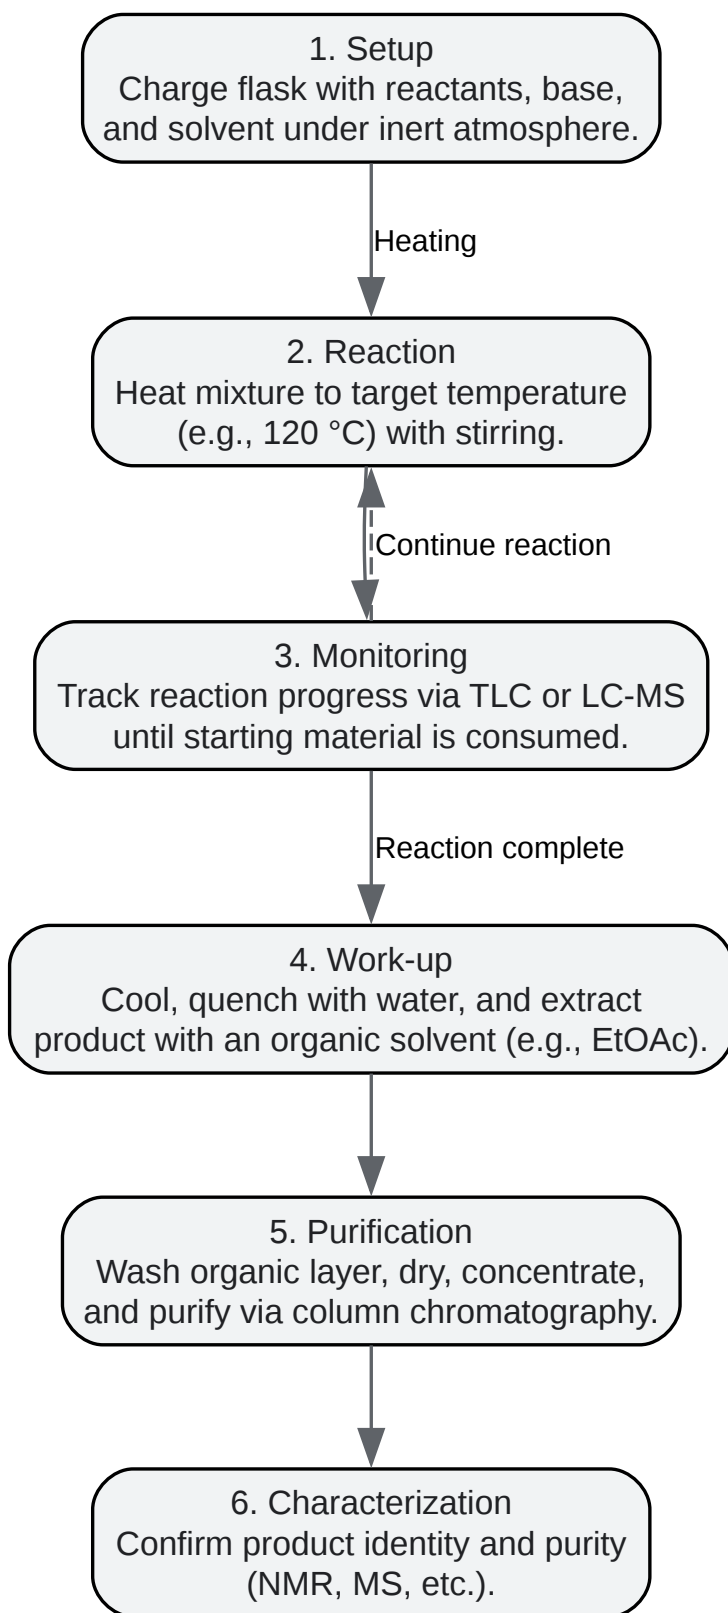 1. Setup
Charge flask with reactants, base,
and solvent under inert atmosphere.
Heating
2. Reaction
Heat mixture to target temperature
(e.g., 120 °C) with stirring.
Continue reaction
3. Monitoring
Track reaction progress via TLC or LC-MS
until starting material is consumed.
Reaction complete
4. Work-up
Cool, quench with water, and extract
product with an organic solvent (e.g., EtOAc).
5. Purification
Wash organic layer, dry, concentrate,
and purify via column chromatography.
6. Characterization
Confirm product identity and purity
(NMR, MS, etc.).